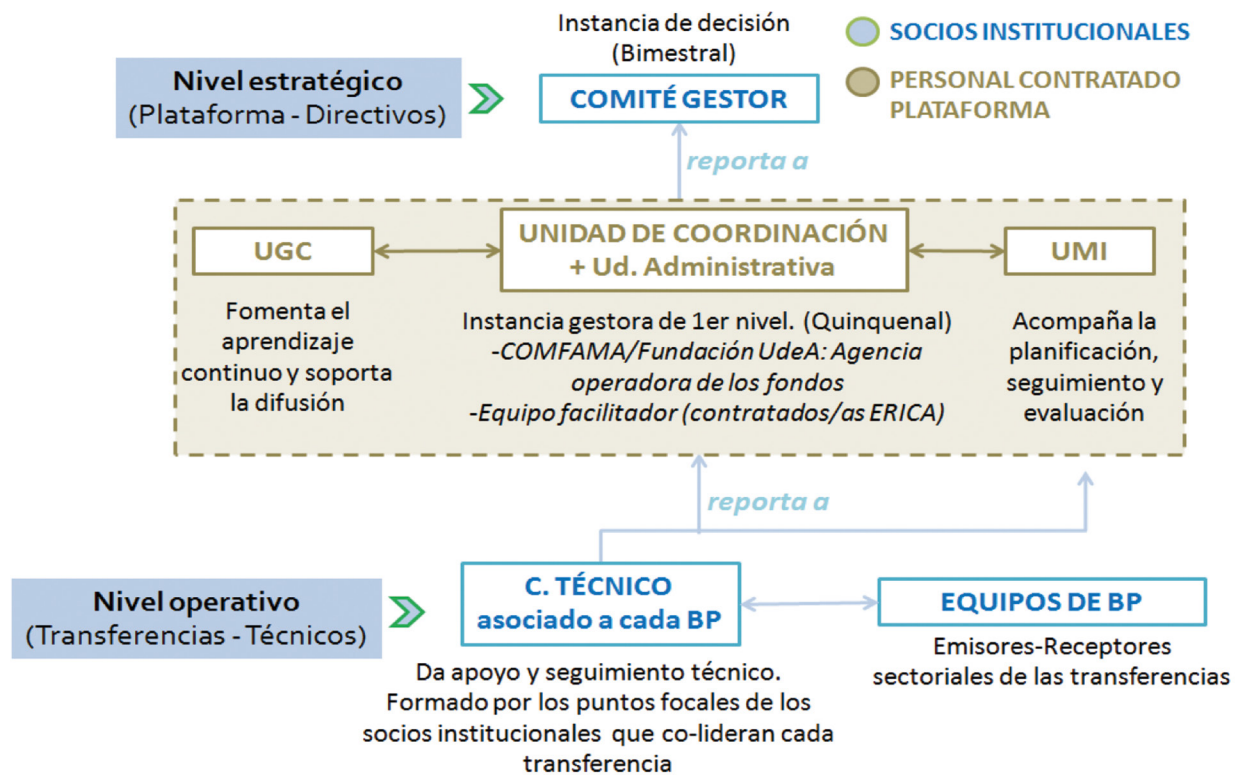 Instancia de decisión
(Bimestral)
SOCIOS INSTITUCIONALES
PERSONAL CONTRATADO
PLATAFORMA
Nivel estratégico
(Plataforma - Directivos)
COMITÉ GESTOR
reporta a
UGC
UNIDAD DE COORDINACIÓN
+ Ud. Administrativa
UMI
Fomenta el
aprendizaje
continuo y soporta
la difusión
Instancia gestora de 1er nivel. (Quinquenal)
-COMFAMA/Fundación UdeA: Agencia
operadora de los fondos
-Equipo facilitador (contratados/as ERICA)
Acompaña la
planificación,
seguimiento y
evaluación
reporta a
Nivel operativo
(Transferencias - Técnicos)
C. TÉCNICO
asociado a cada BP
EQUIPOS DE BP
Da apoyo y seguimiento técnico.
Formado por los puntos focales de los
socios institucionales que co-lideran cada
transferencia
Emisores-Receptores
sectoriales de las transferencias